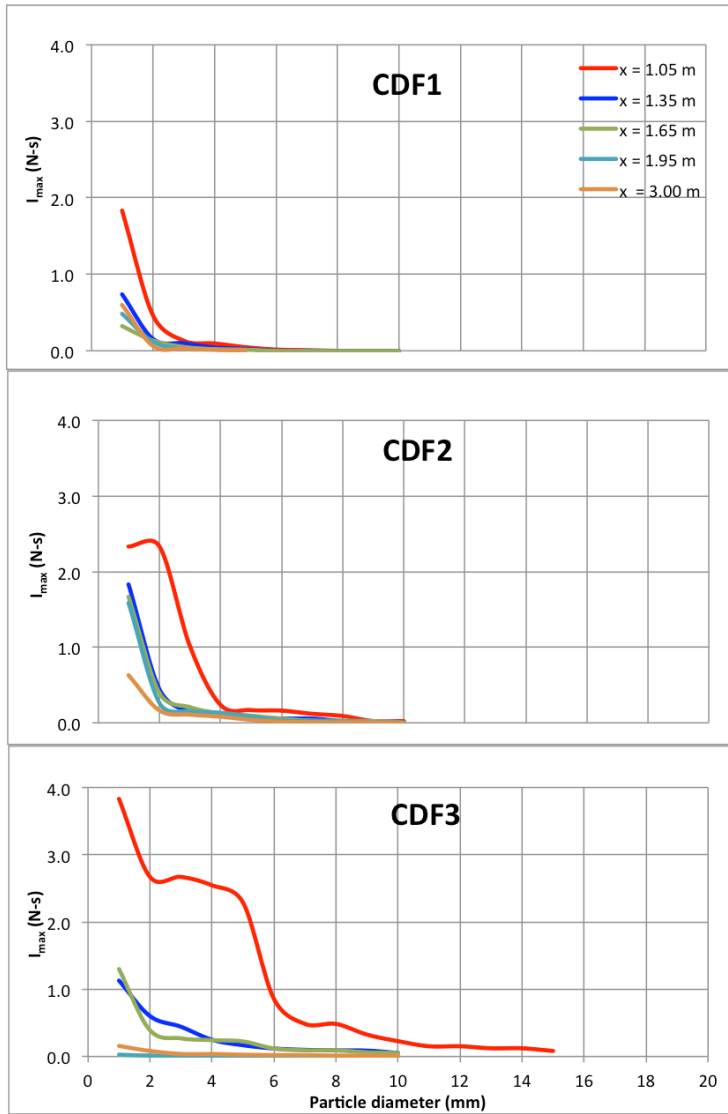 4.0
3.0
2.0
1.0
0.0
I_max (N-s)
CDF1
x = 1.05 m
x = 1.35 m
x = 1.65 m
x = 1.95 m
x = 3.00 m
4.0
3.0
2.0
1.0
0.0
I_max (N-s)
CDF2
4.0
3.0
2.0
1.0
0.0
I_max (N-s)
CDF3
0 2 4 6 8 10 12 14 16 18 20
Particle diameter (mm)